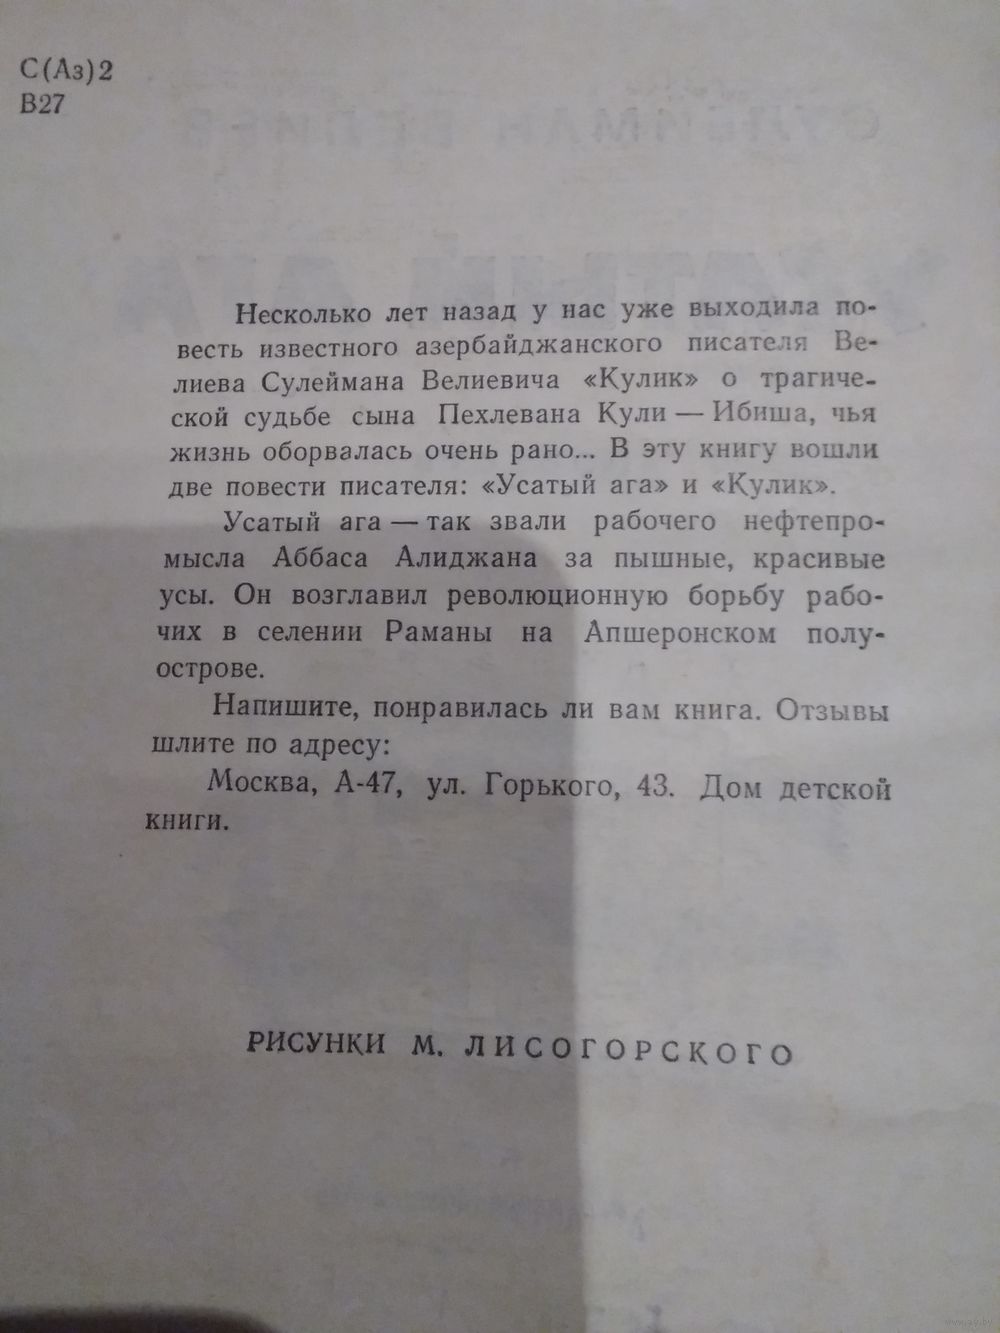 С(Аз)2
В27
Несколько лет назад у нас уже выходила по-
весть известного азербайджанского писателя Ве-
лиева Сулеймана Велиевича «Кулик» о трагиче-
ской судьбе сына Пехлевана Кули — Ибиша, чья
жизнь оборвалась очень рано... В эту книгу вошли
две повести писателя: «Усатый ага» и «Кулик».
Усатый ага — так звали рабочего нефтепро-
мысла Аббаса Алиджана за пышные, красивые
усы. Он возглавил революционную борьбу рабо-
чих в селении Раманы на Апшеронском полу-
острове.
Напишите, понравилась ли вам книга. Отзывы
шлите по адресу:
Москва, А-47, ул. Горького, 43. Дом детской
книги.
РИСУНКИ М. ЛИСОГОРСКОГО